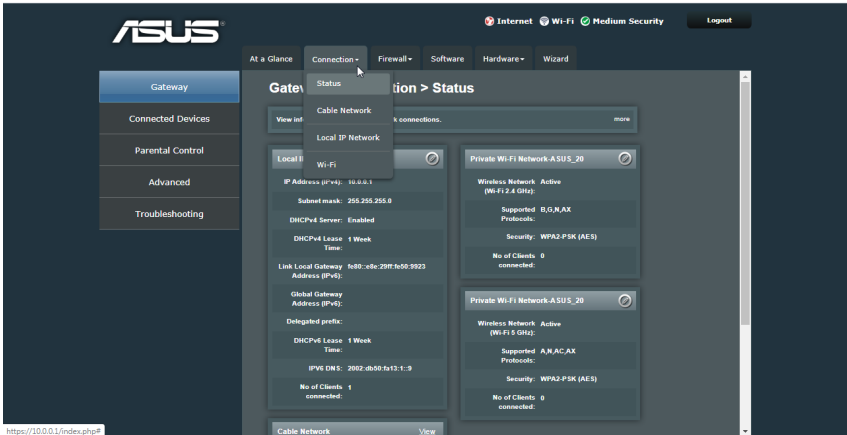 ASUS
Internet Wi-Fi Medium Security
Logout
At a Glance Connection Firewall Software Hardware Wizard
Gateway
Connected Devices
Parental Control
Advanced
Troubleshooting
Status
Cable Network
Local IP Network
Wi-Fi
Gatew tion > Status
View inf k connections. more
Local I
IP Address (IPv4): 10.0.0.1
Subnet mask: 255.255.255.0
DHCPv4 Server: Enabled
DHCPv4 Lease 1 Week
Time:
Link Local Gateway fe80::e8e:29ff:fe50:9923
Address (IPv6):
Global Gateway
Address (IPv6):
Delegated prefix:
DHCPv6 Lease 1 Week
Time:
IPV6 DNS: 2002:db50:fa13:1::9
No of Clients 1
connected:
Cable Network View
Private Wi-Fi Network-ASUS_20
Wireless Network Active
(Wi-Fi 2.4 GHz):
Supported B,G,N,AX
Protocols:
Security: WPA2-PSK (AES)
No of Clients 0
connected:
Private Wi-Fi Network-ASUS_20
Wireless Network Active
(Wi-Fi 5 GHz):
Supported A,N,AC,AX
Protocols:
Security: WPA2-PSK (AES)
No of Clients 0
connected:
https://10.0.0.1/index.php#